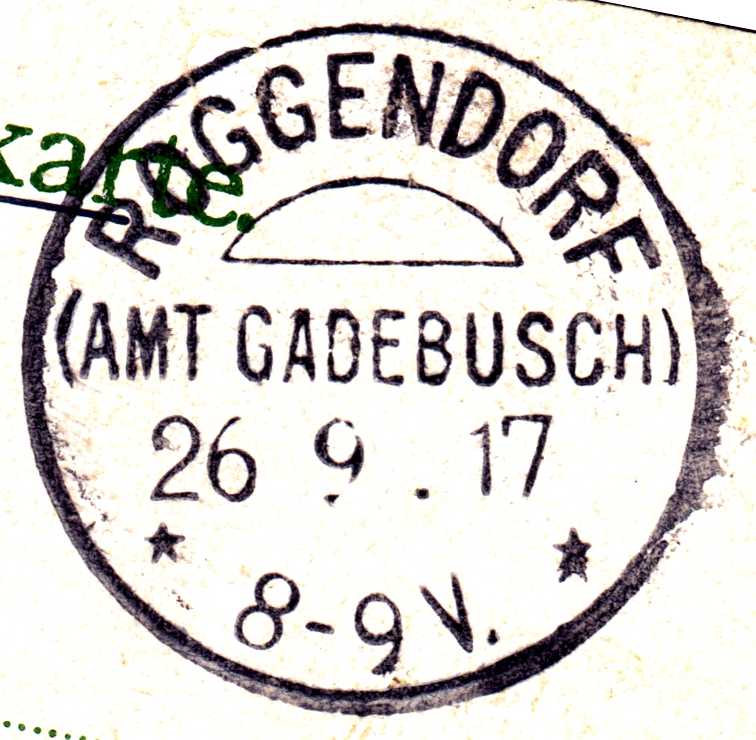 ROGGENDORF
karte.
(AMT GADEBUSCH)
26 9 . 17
8-9 V.